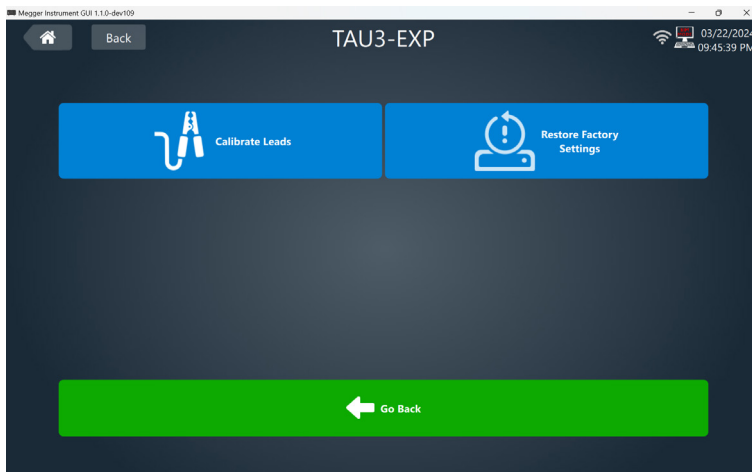 Megger Instrument GUI 1.1.0-dev109
Back
TAU3-EXP
03/22/2024
09:45:39 PM
Calibrate Leads
Restore Factory
Settings
Go Back